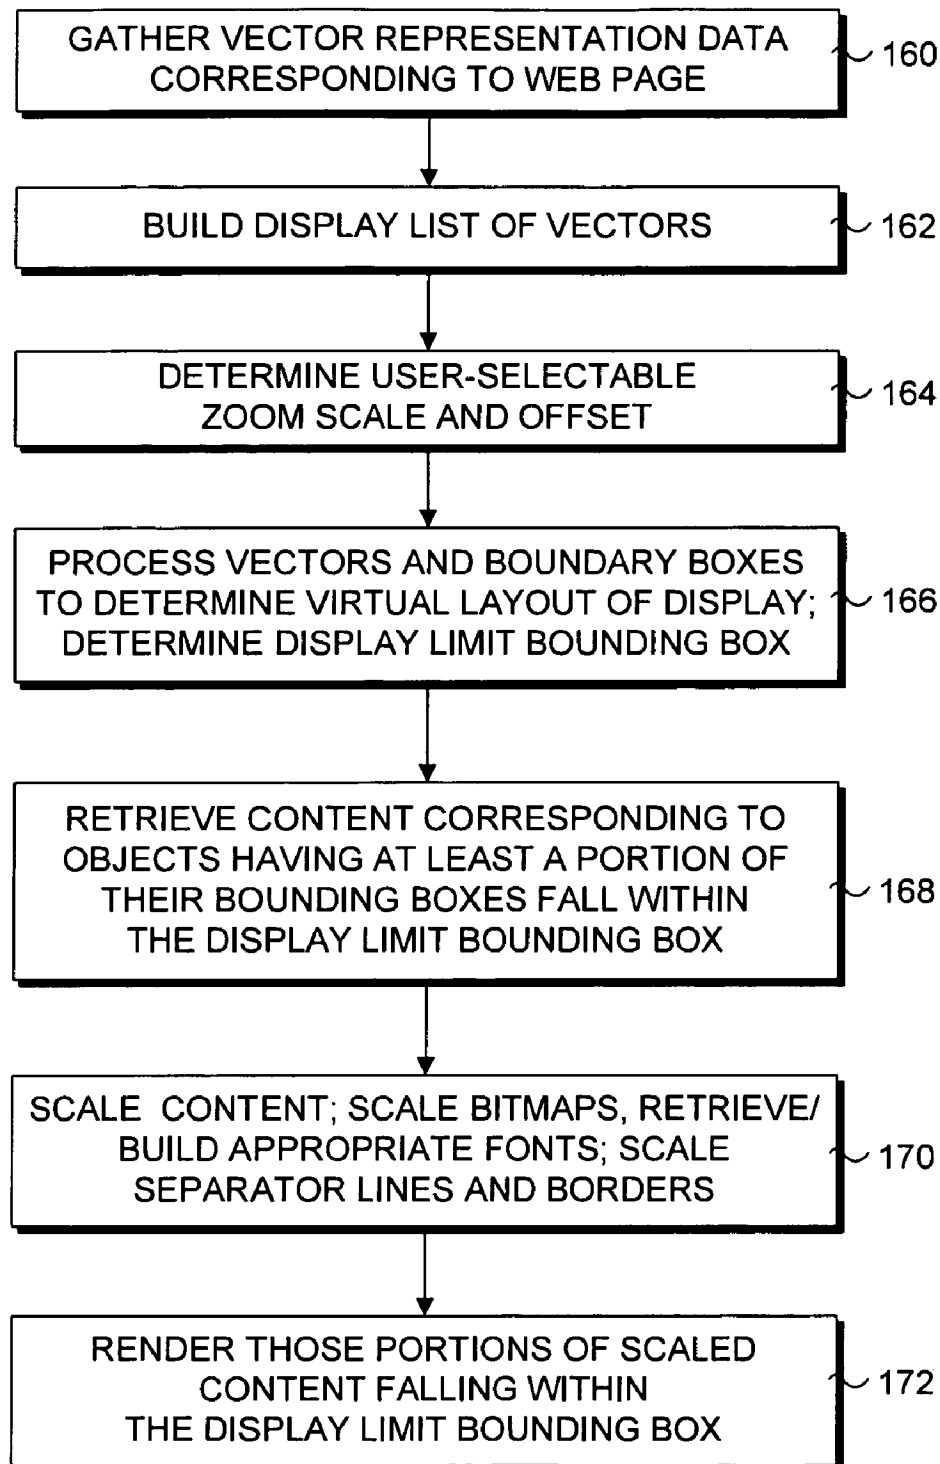 GATHER VECTOR REPRESENTATION DATA
CORRESPONDING TO WEB PAGE
160
BUILD DISPLAY LIST OF VECTORS
162
DETERMINE USER-SELECTABLE
ZOOM SCALE AND OFFSET
164
PROCESS VECTORS AND BOUNDARY BOXES
TO DETERMINE VIRTUAL LAYOUT OF DISPLAY;
DETERMINE DISPLAY LIMIT BOUNDING BOX
166
RETRIEVE CONTENT CORRESPONDING TO
OBJECTS HAVING AT LEAST A PORTION OF
THEIR BOUNDING BOXES FALL WITHIN
THE DISPLAY LIMIT BOUNDING BOX
168
SCALE CONTENT; SCALE BITMAPS, RETRIEVE/
BUILD APPROPRIATE FONTS; SCALE
SEPARATOR LINES AND BORDERS
170
RENDER THOSE PORTIONS OF SCALED
CONTENT FALLING WITHIN
THE DISPLAY LIMIT BOUNDING BOX
172